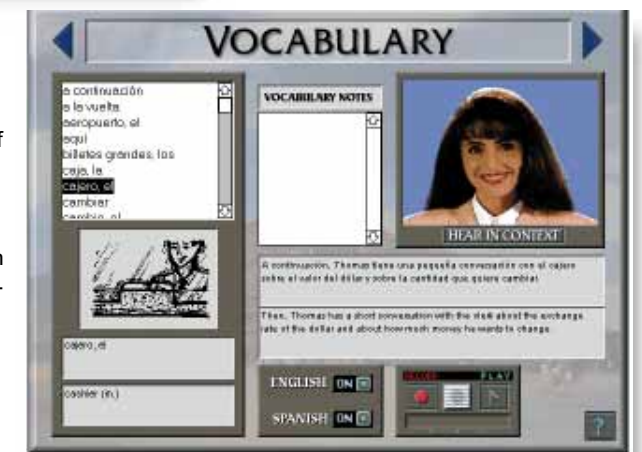 VOCABULARY
a continuación
a la vuelta
aeropuerto, el
aquí
billetes grandes, los
caja, la
cajero, el
cambiar
cambio, el
VOCABULARY NOTES
HEAR IN CONTEXT
A continuación, Thomas tiene una pequeña conversación con el cajero
sobre el valor del dólar y sobre la cantidad que quiere cambiar.
Then, Thomas has a short conversation with the clerk about the exchange
rate of the dollar and about how much money he wants to change.
cajero, el
cashier (m.)
ENGLISH ON
SPANISH ON
RECORD PLAY
?